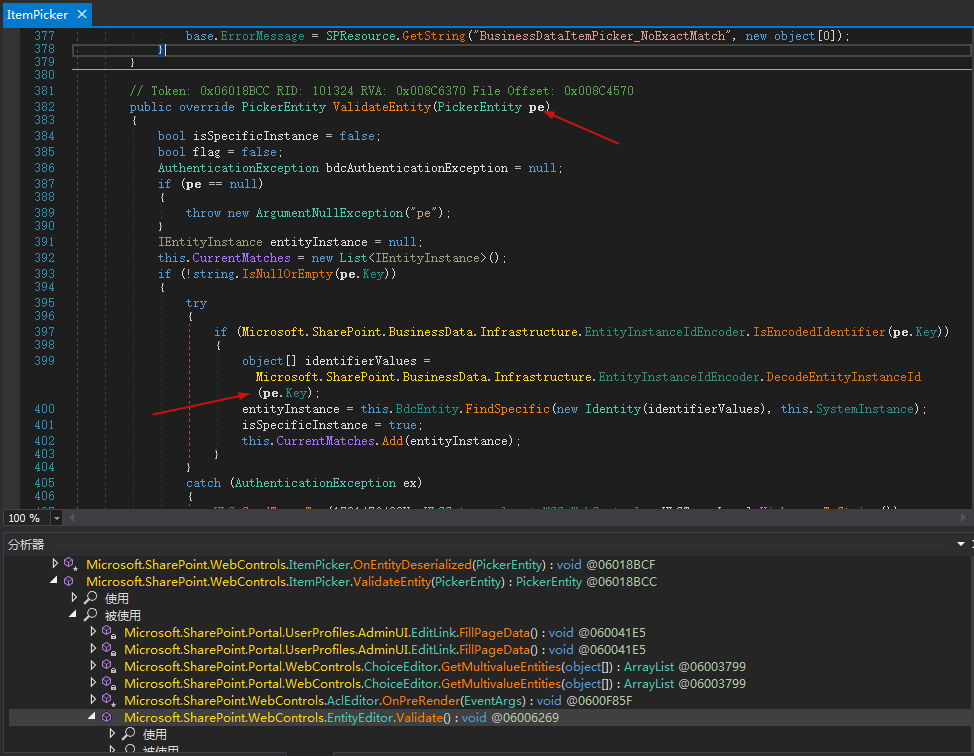 ItemPicker ×
377 base.ErrorMessage = SPResource.GetString("BusinessDataItemPicker_NoExactMatch", new object[0]);
378 }
379 }
380
381 // Token: 0x06018BCC RID: 101324 RVA: 0x008C6370 File Offset: 0x008C4570
382 public override PickerEntity ValidateEntity(PickerEntity pe)
383 {
384 bool isSpecificInstance = false;
385 bool flag = false;
386 AuthenticationException bdcAuthenticationException = null;
387 if (pe == null)
388 {
389 throw new ArgumentNullException("pe");
390 }
391 IEntityInstance entityInstance = null;
392 this.CurrentMatches = new List<IEntityInstance>();
393 if (!string.IsNullOrEmpty(pe.Key))
394 {
395 try
396 {
397 if (Microsoft.SharePoint.BusinessData.Infrastructure.EntityInstanceIdEncoder.IsEncodedIdentifier(pe.Key))
398 {
399 object[] identifierValues =
Microsoft.SharePoint.BusinessData.Infrastructure.EntityInstanceIdEncoder.DecodeEntityInstanceId
(pe.Key);
400 entityInstance = this.BdcEntity.FindSpecific(new Identity(identifierValues), this.SystemInstance);
401 isSpecificInstance = true;
402 this.CurrentMatches.Add(entityInstance);
403 }
404 }
405 catch (AuthenticationException ex)
406 {
100 %
分析器
Microsoft.SharePoint.WebControls.ItemPicker.OnEntityDeserialized(PickerEntity) : void @06018BCF
Microsoft.SharePoint.WebControls.ItemPicker.ValidateEntity(PickerEntity) : PickerEntity @06018BCC
使用
被使用
Microsoft.SharePoint.Portal.UserProfiles.AdminUI.EditLink.FillPageData() : void @060041E5
Microsoft.SharePoint.Portal.UserProfiles.AdminUI.EditLink.FillPageData() : void @060041E5
Microsoft.SharePoint.Portal.WebControls.ChoiceEditor.GetMultivalueEntities(object[]) : ArrayList @06003799
Microsoft.SharePoint.Portal.WebControls.ChoiceEditor.GetMultivalueEntities(object[]) : ArrayList @06003799
Microsoft.SharePoint.WebControls.AclEditor.OnPreRender(EventArgs) : void @0600F85F
Microsoft.SharePoint.WebControls.EntityEditor.Validate() : void @06006269
使用
被使用